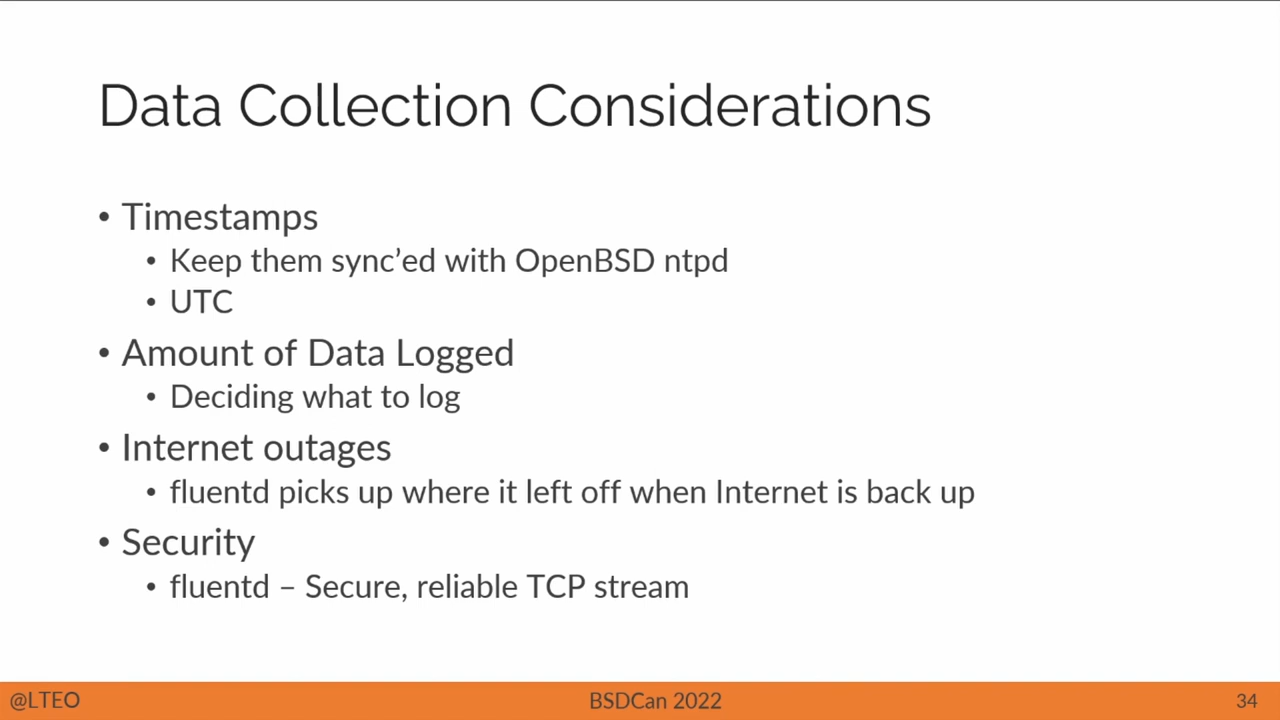 Data Collection Considerations
• Timestamps
• Keep them sync’ed with OpenBSD ntpd
• UTC
• Amount of Data Logged
• Deciding what to log
• Internet outages
• fluentd picks up where it left off when Internet is back up
• Security
• fluentd – Secure, reliable TCP stream
@LTEO BSDCan 2022 34